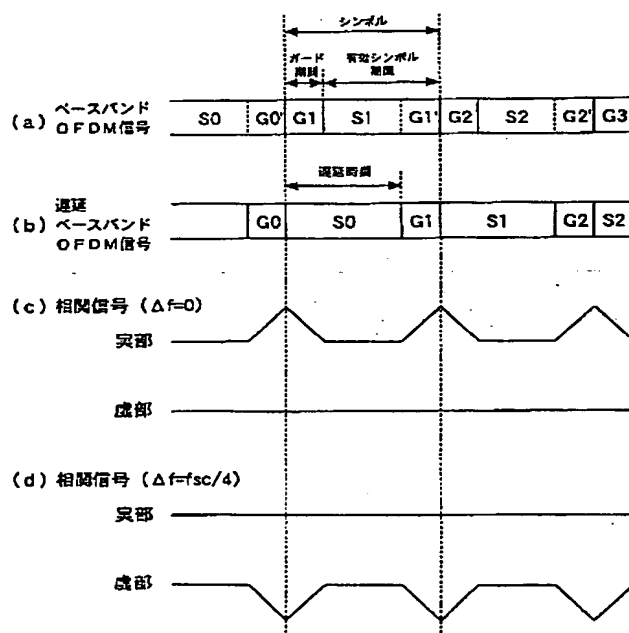 シンボル
ガード
期間
有効シンボル
期間
(a) ベースバンド
OFDM信号
S0 G0' G1 S1 G1' G2 S2 G2' G3
遅延時間
(b) 遅延
ベースバンド
OFDM信号
G0 S0 G1 S1 G2 S2
(c) 相関信号 (Δf=0)
実部
虚部
(d) 相関信号 (Δf=fsc/4)
実部
虚部